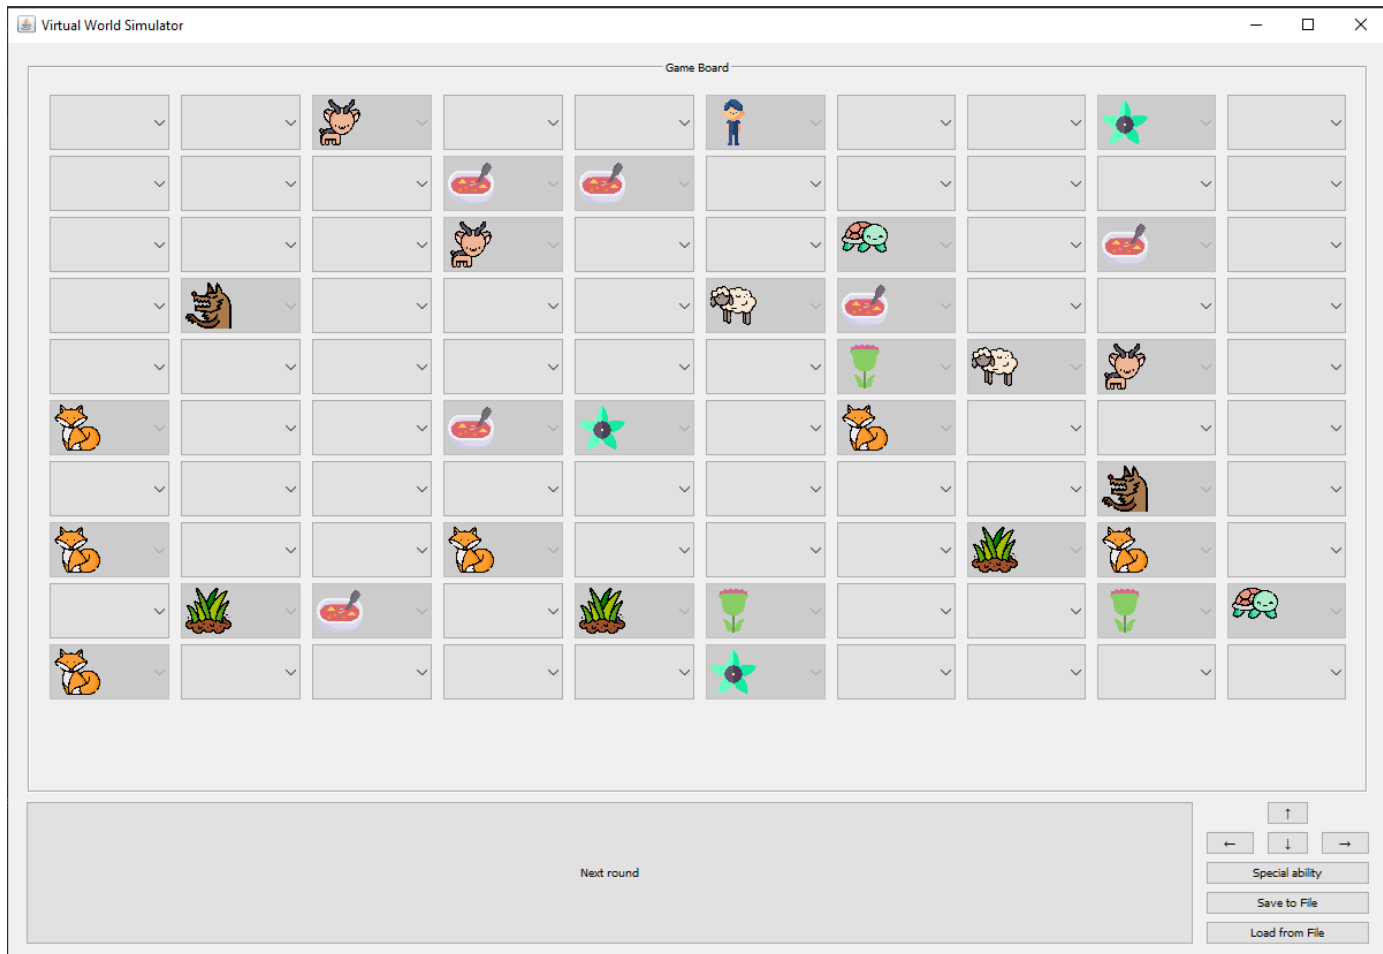 Virtual World Simulator
Game Board
Next round
↑
← ↓ →
Special ability
Save to File
Load from File